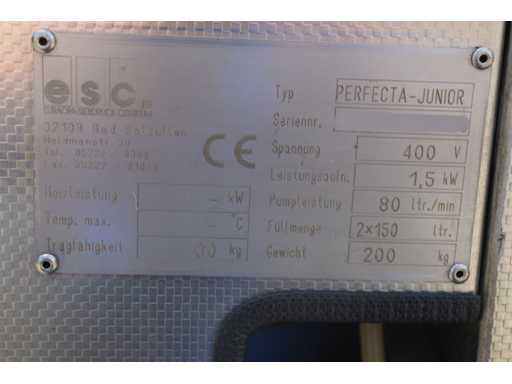 esc
32108 Bad Salzuflen
Heizleistung - kW
Temp. max. - °C
Tragfähigkeit kg
CE
Typ PERFECTA-JUNIOR
Seriennr.
Spannung 400 V
Leistungsaufn. 1,5 kW
Pumpleistung 80 ltr./min
Füllmenge 2×150 ltr.
Gewicht 200 kg